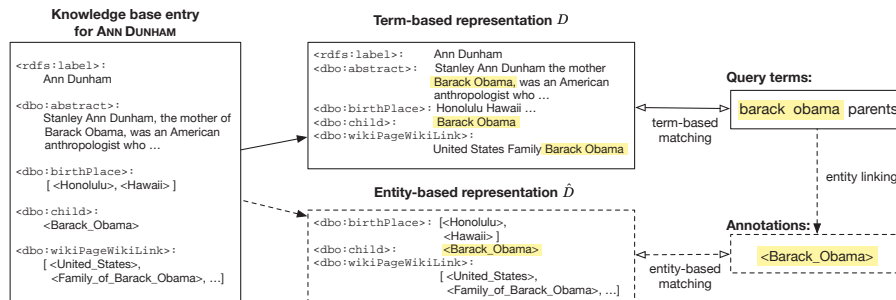 Knowledge base entry
for ANN DUNHAM
<rdfs:label>:
Ann Dunham
<dbo:abstract>:
Stanley Ann Dunham, the mother of
Barack Obama, was an American
anthropologist who ...
<dbo:birthPlace>:
[ <Honolulu>, <Hawaii> ]
<dbo:child>:
<Barack_Obama>
<dbo:wikiPageWikiLink>:
[ <United_States>,
<Family_of_Barack_Obama>, ...]
Term-based representation D
<rdfs:label>: Ann Dunham
<dbo:abstract>: Stanley Ann Dunham the mother
Barack Obama, was an American
anthropologist who ...
<dbo:birthPlace>: Honolulu Hawaii ...
<dbo:child>: Barack Obama
<dbo:wikiPageWikiLink>:
United States Family Barack Obama
Entity-based representation D̂
<dbo:birthPlace>: [<Honolulu>,
<Hawaii> ]
<dbo:child>: <Barack_Obama>
<dbo:wikiPageWikiLink>:
[ <United_States>,
<Family_of_Barack_Obama>, ...]
term-based
matching
entity-based
matching
Query terms:
barack obama parents
entity linking
Annotations:
<Barack_Obama>